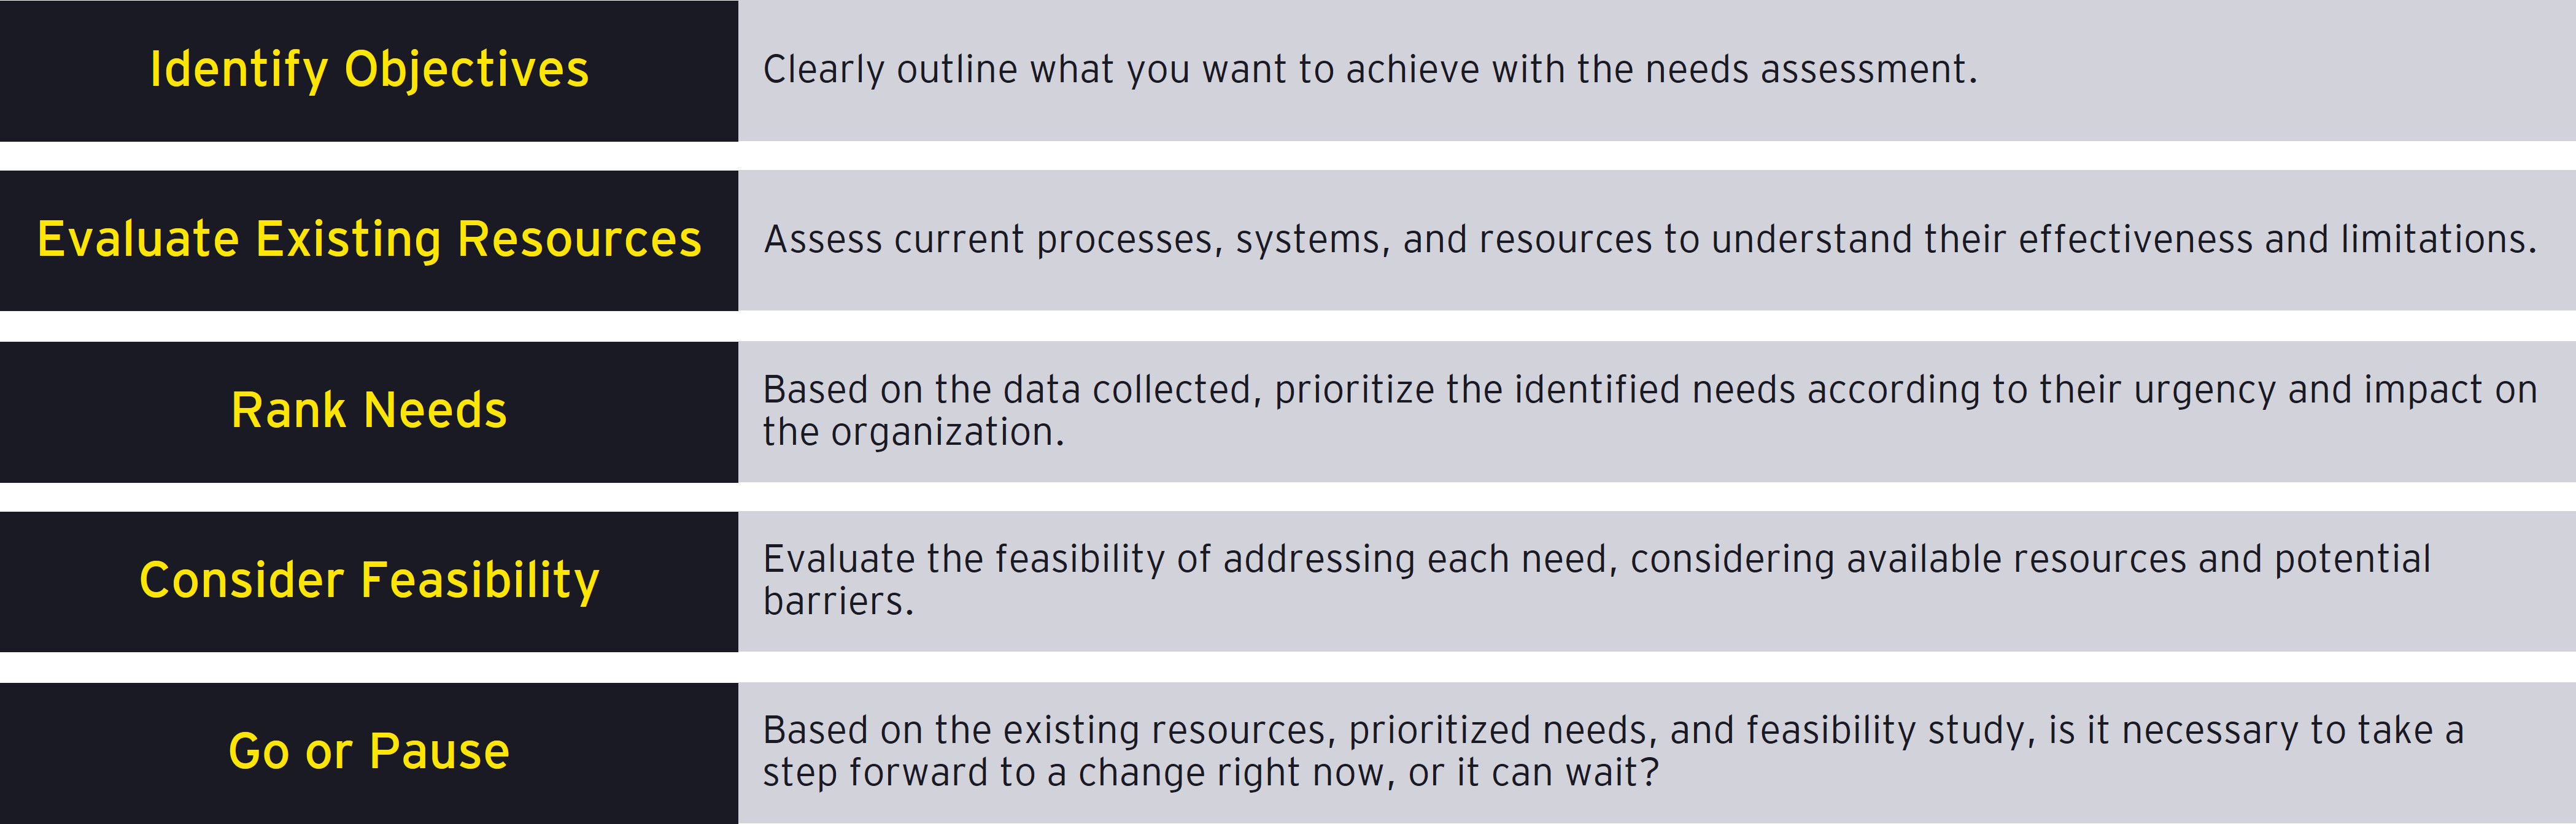 Identify Objectives
Clearly outline what you want to achieve with the needs assessment.
Evaluate Existing Resources
Assess current processes, systems, and resources to understand their effectiveness and limitations.
Rank Needs
Based on the data collected, prioritize the identified needs according to their urgency and impact on
the organization.
Consider Feasibility
Evaluate the feasibility of addressing each need, considering available resources and potential
barriers.
Go or Pause
Based on the existing resources, prioritized needs, and feasibility study, is it necessary to take a
step forward to a change right now, or it can wait?